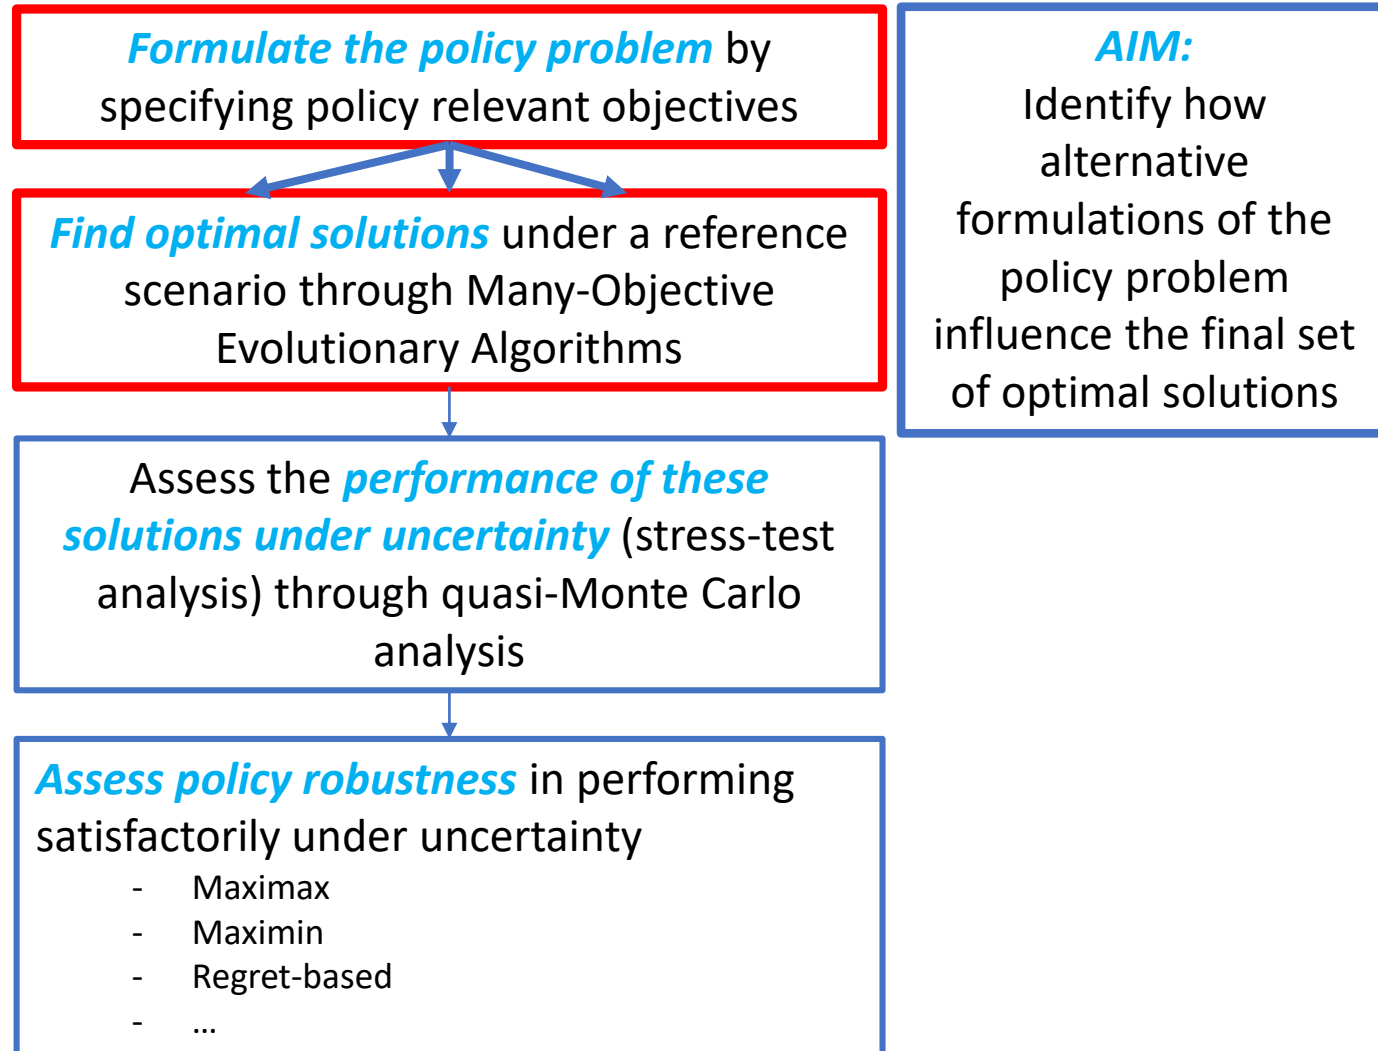 Formulate the policy problem by
specifying policy relevant objectives
Find optimal solutions under a reference
scenario through Many-Objective
Evolutionary Algorithms
Assess the performance of these
solutions under uncertainty (stress-test
analysis) through quasi-Monte Carlo
analysis
Assess policy robustness in performing
satisfactorily under uncertainty
- Maximax
- Maximin
- Regret-based
- …
AIM:
Identify how
alternative
formulations of the
policy problem
influence the final set
of optimal solutions